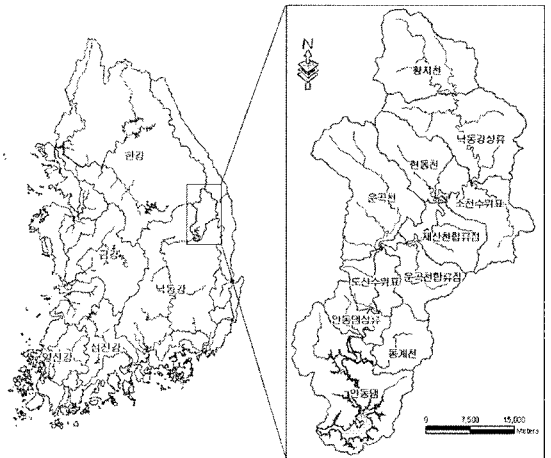 한강
금강
낙동강
섬진강
영산강
N
황지천
낙동강상류
현동천
소천수위표
운곡천
재산천합류점
도산수위표
운곡천합류점
안동댐상류
동계천
안동댐
0 7,500 15,000
Meters